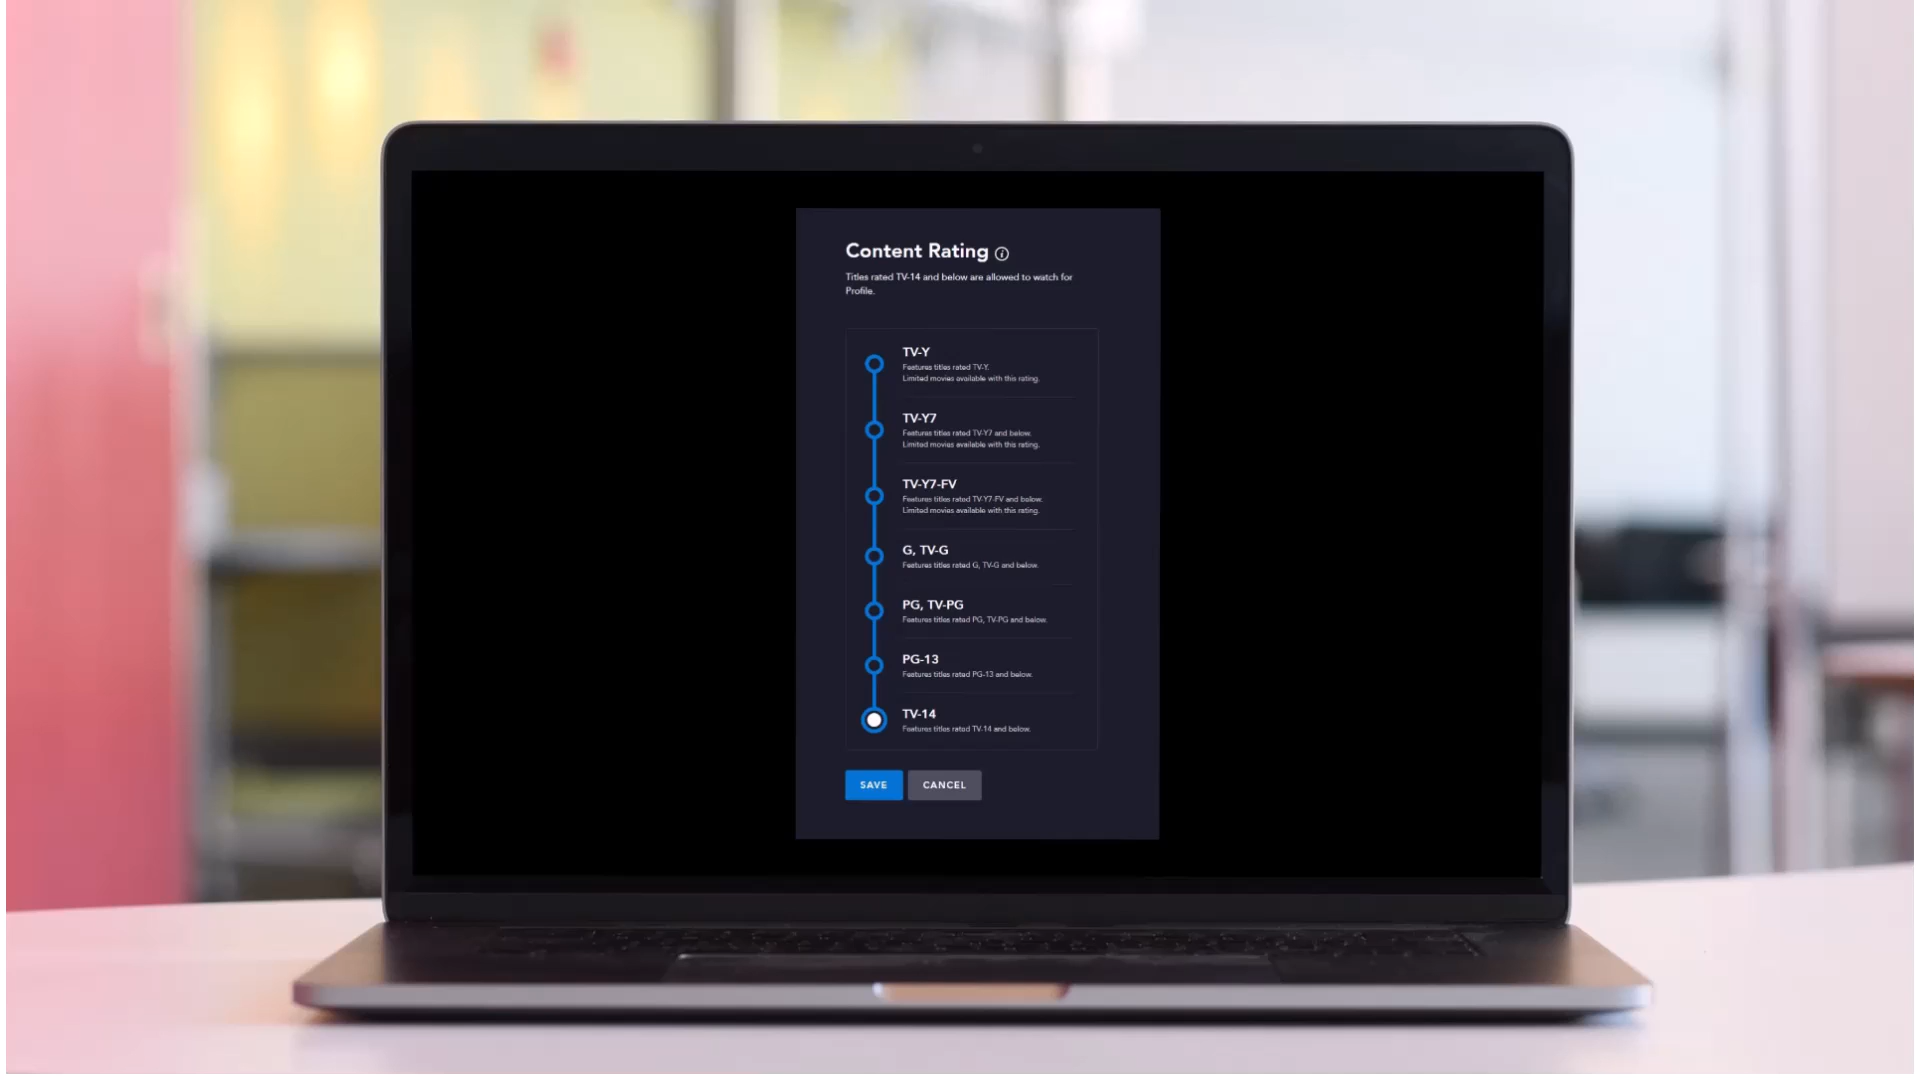 Content Rating
Titles rated TV-14 and below are allowed to watch for
Profile.
TV-Y
Features titles rated TV-Y.
Limited movies available with this rating.
TV-Y7
Features titles rated TV-Y7 and below.
Limited movies available with this rating.
TV-Y7-FV
Features titles rated TV-Y7-FV and below.
Limited movies available with this rating.
G, TV-G
Features titles rated G, TV-G and below.
PG, TV-PG
Features titles rated PG, TV-PG and below.
PG-13
Features titles rated PG-13 and below.
TV-14
Features titles rated TV-14 and below.
SAVE CANCEL